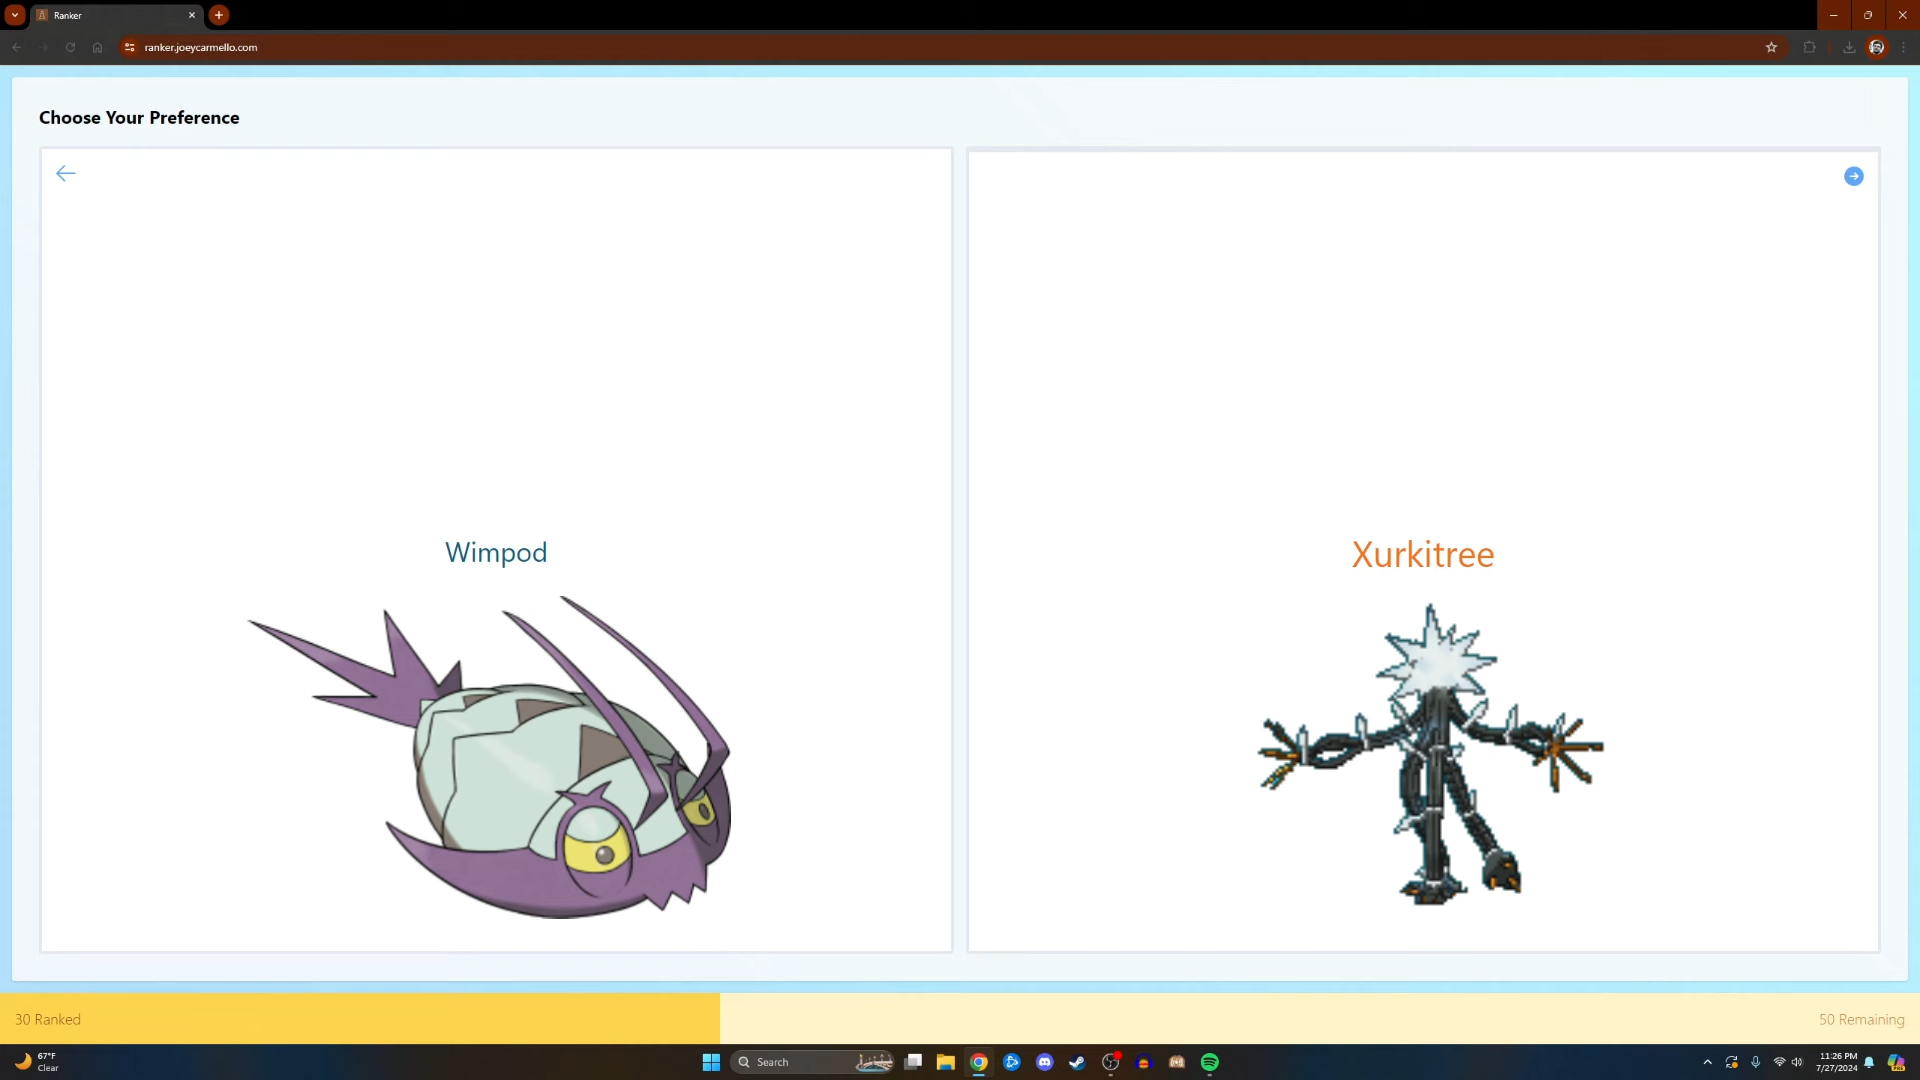 Ranker
ranker.joeycarmello.com
Choose Your Preference
Wimpod
Xurkitree
30 Ranked
50 Remaining
67°F
Clear
Search
11:26 PM
7/27/2024